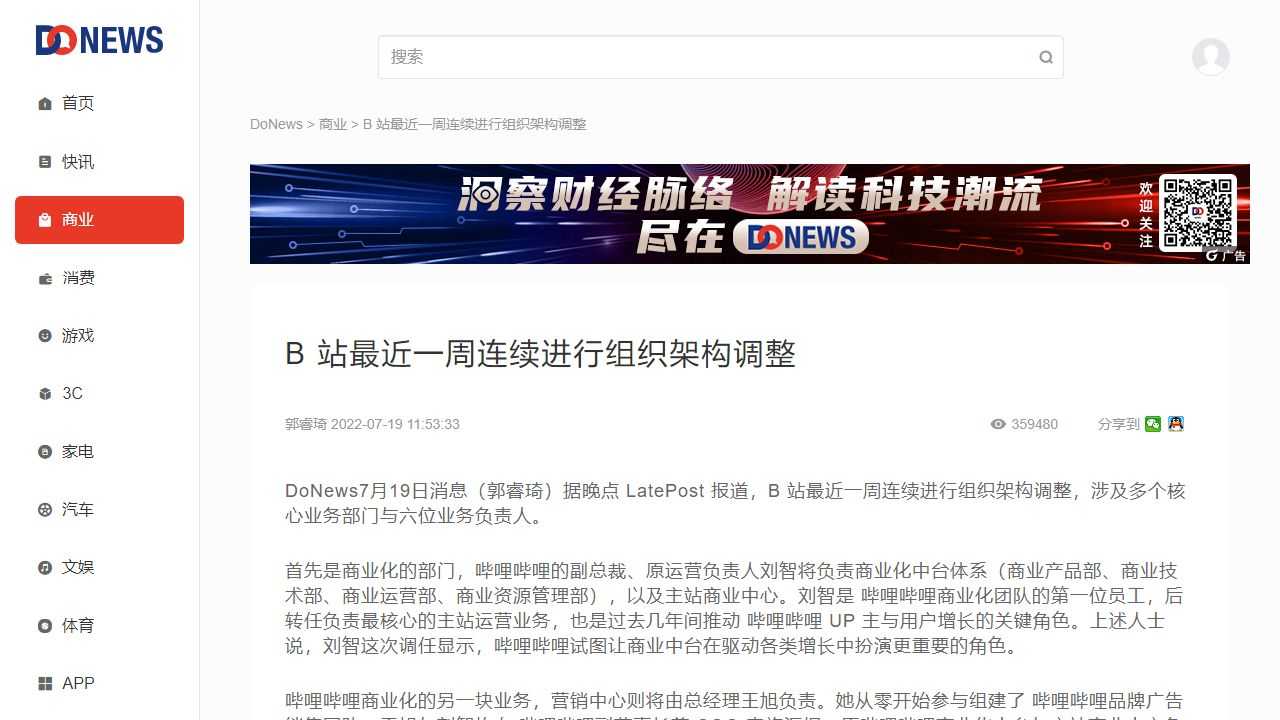 DONEWS
首页
快讯
商业
消费
游戏
3C
家电
汽车
文娱
体育
APP
搜索
DoNews > 商业 > B 站最近一周连续进行组织架构调整
洞察财经脉络 解读科技潮流
尽在 DONEWS
欢迎关注
广告
B 站最近一周连续进行组织架构调整
郭睿琦 2022-07-19 11:53:33
359480
分享到
DoNews7月19日消息（郭睿琦）据晚点 LatePost 报道，B 站最近一周连续进行组织架构调整，涉及多个核
心业务部门与六位业务负责人。
首先是商业化的部门，哔哩哔哩的副总裁、原运营负责人刘智将负责商业化中台体系（商业产品部、商业技
术部、商业运营部、商业资源管理部），以及主站商业中心。刘智是 哔哩哔哩商业化团队的第一位员工，后
转任负责最核心的主站运营业务，也是过去几年间推动 哔哩哔哩 UP 主与用户增长的关键角色。上述人士
说，刘智这次调任显示，哔哩哔哩试图让商业中台在驱动各类增长中扮演更重要的角色。
哔哩哔哩商业化的另一块业务，营销中心则将由总经理王旭负责。她从零开始参与组建了 哔哩哔哩品牌广告